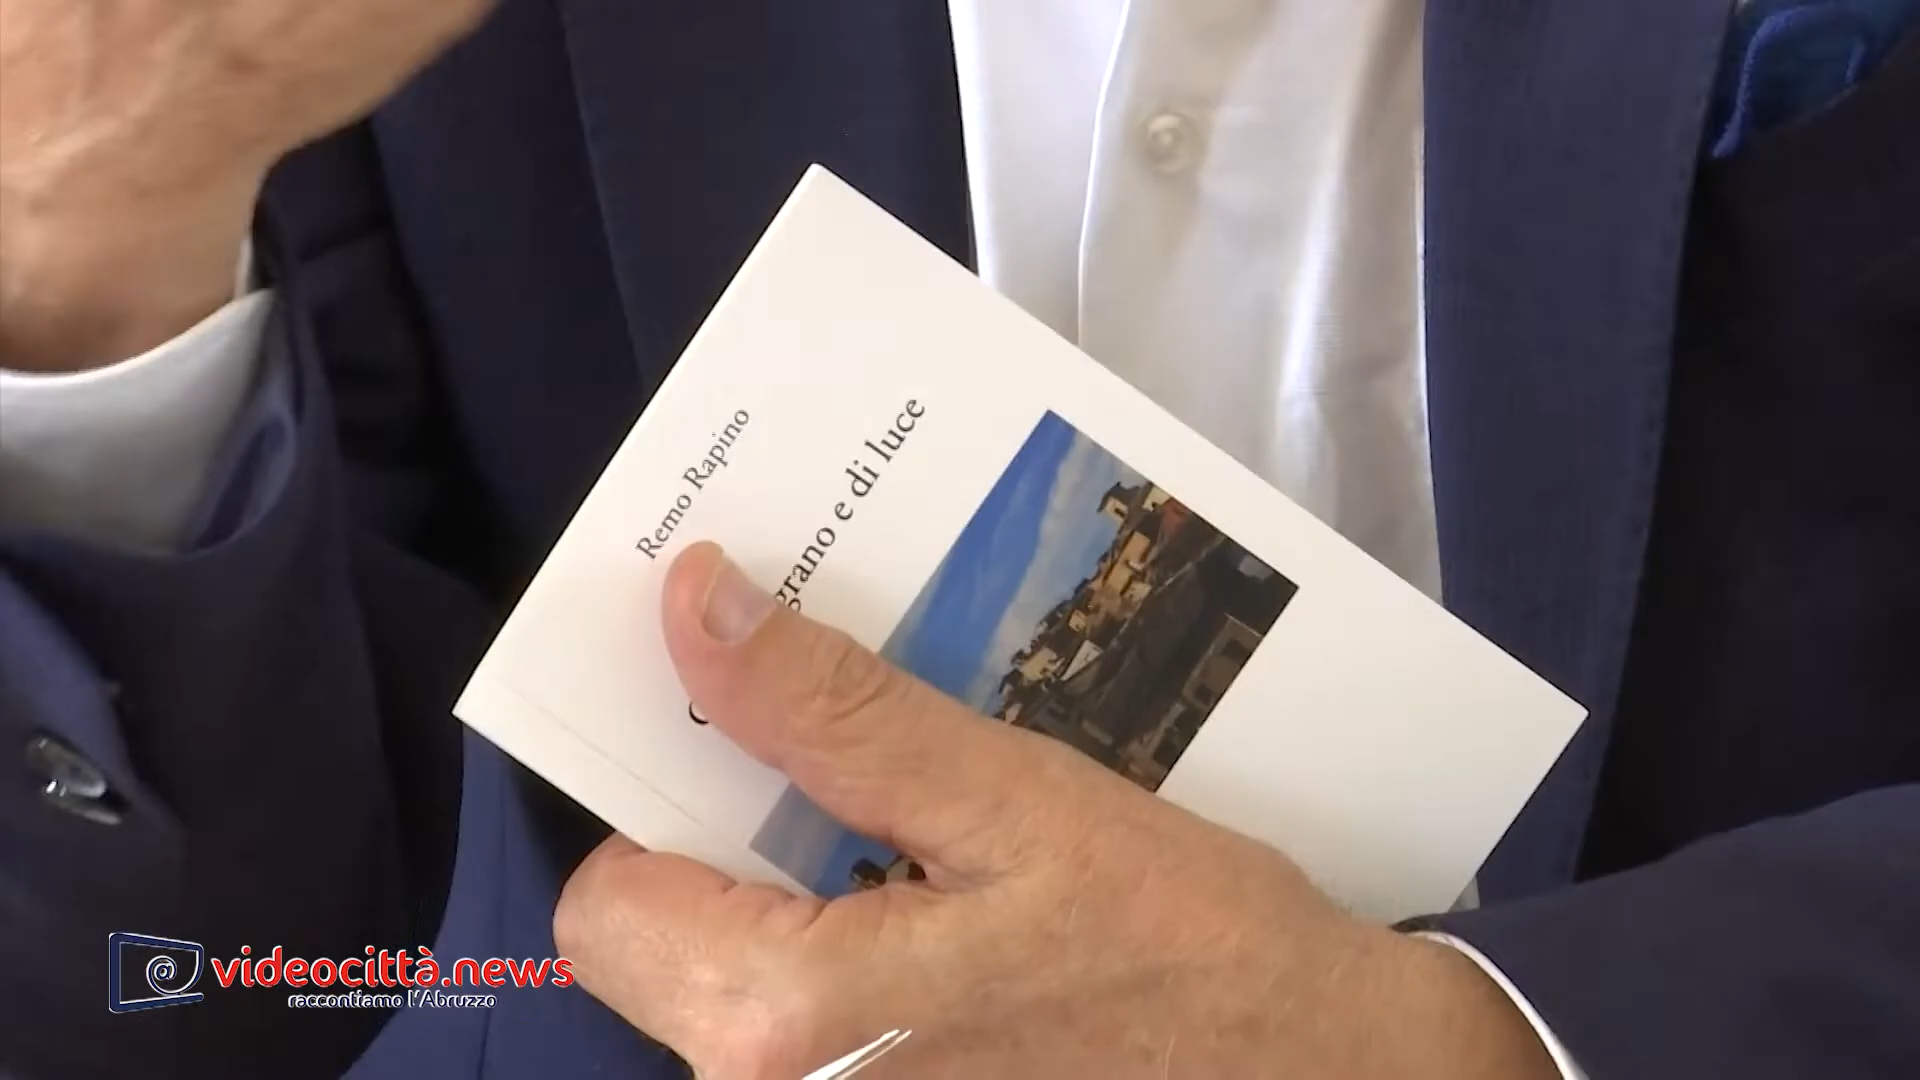 Remo Rapino
grano e di luce
@videocittà.news
raccontiamo l'Abruzzo